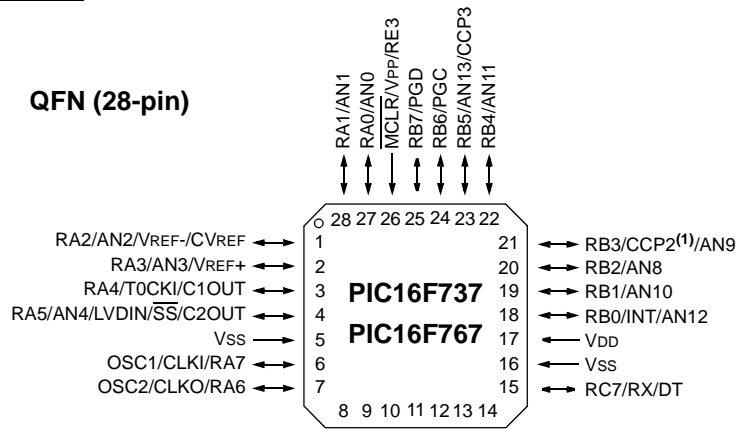 QFN (28-pin)
RA1/AN1
RA0/AN0
MCLR/VPP/RE3
RB7/PGD
RB6/PGC
RB5/AN13/CCP3
RB4/AN11
28 27 26 25 24 23 22
RA2/AN2/VREF-/CVREF 1
RA3/AN3/VREF+ 2
RA4/T0CKI/C1OUT 3
RA5/AN4/LVDIN/SS/C2OUT 4
VSS 5
OSC1/CLKI/RA7 6
OSC2/CLKO/RA6 7
PIC16F737
PIC16F767
21 RB3/CCP2(1)/AN9
20 RB2/AN8
19 RB1/AN10
18 RB0/INT/AN12
17 VDD
16 VSS
15 RC7/RX/DT
8 9 10 11 12 13 14